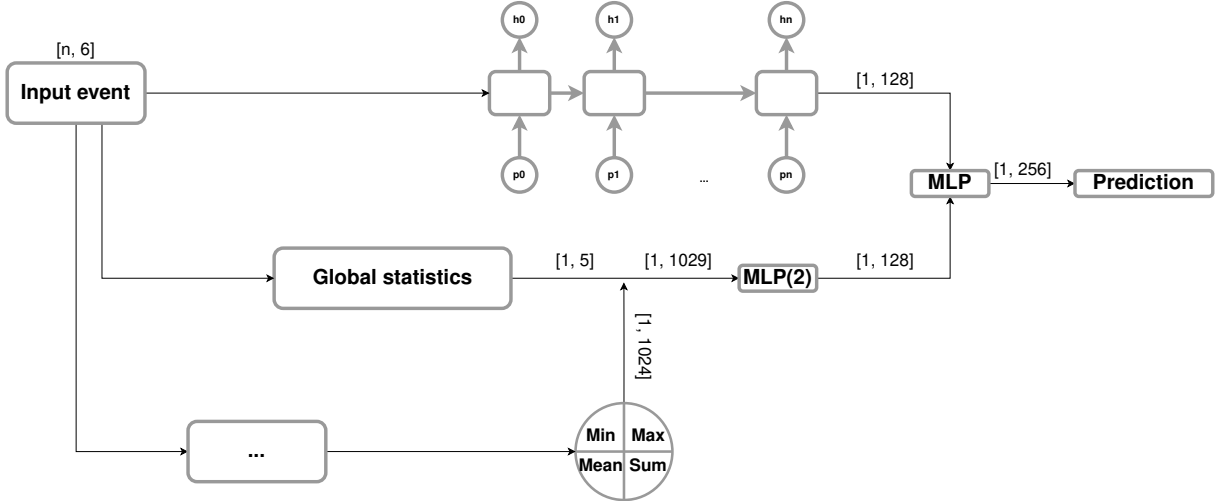 h0
h1
hn
[n, 6]
Input event
[1, 128]
p0
p1
...
pn
MLP
[1, 256]
Prediction
Global statistics
[1, 5]
[1, 1029]
MLP(2)
[1, 128]
[1, 1024]
...
Min
Max
Mean
Sum